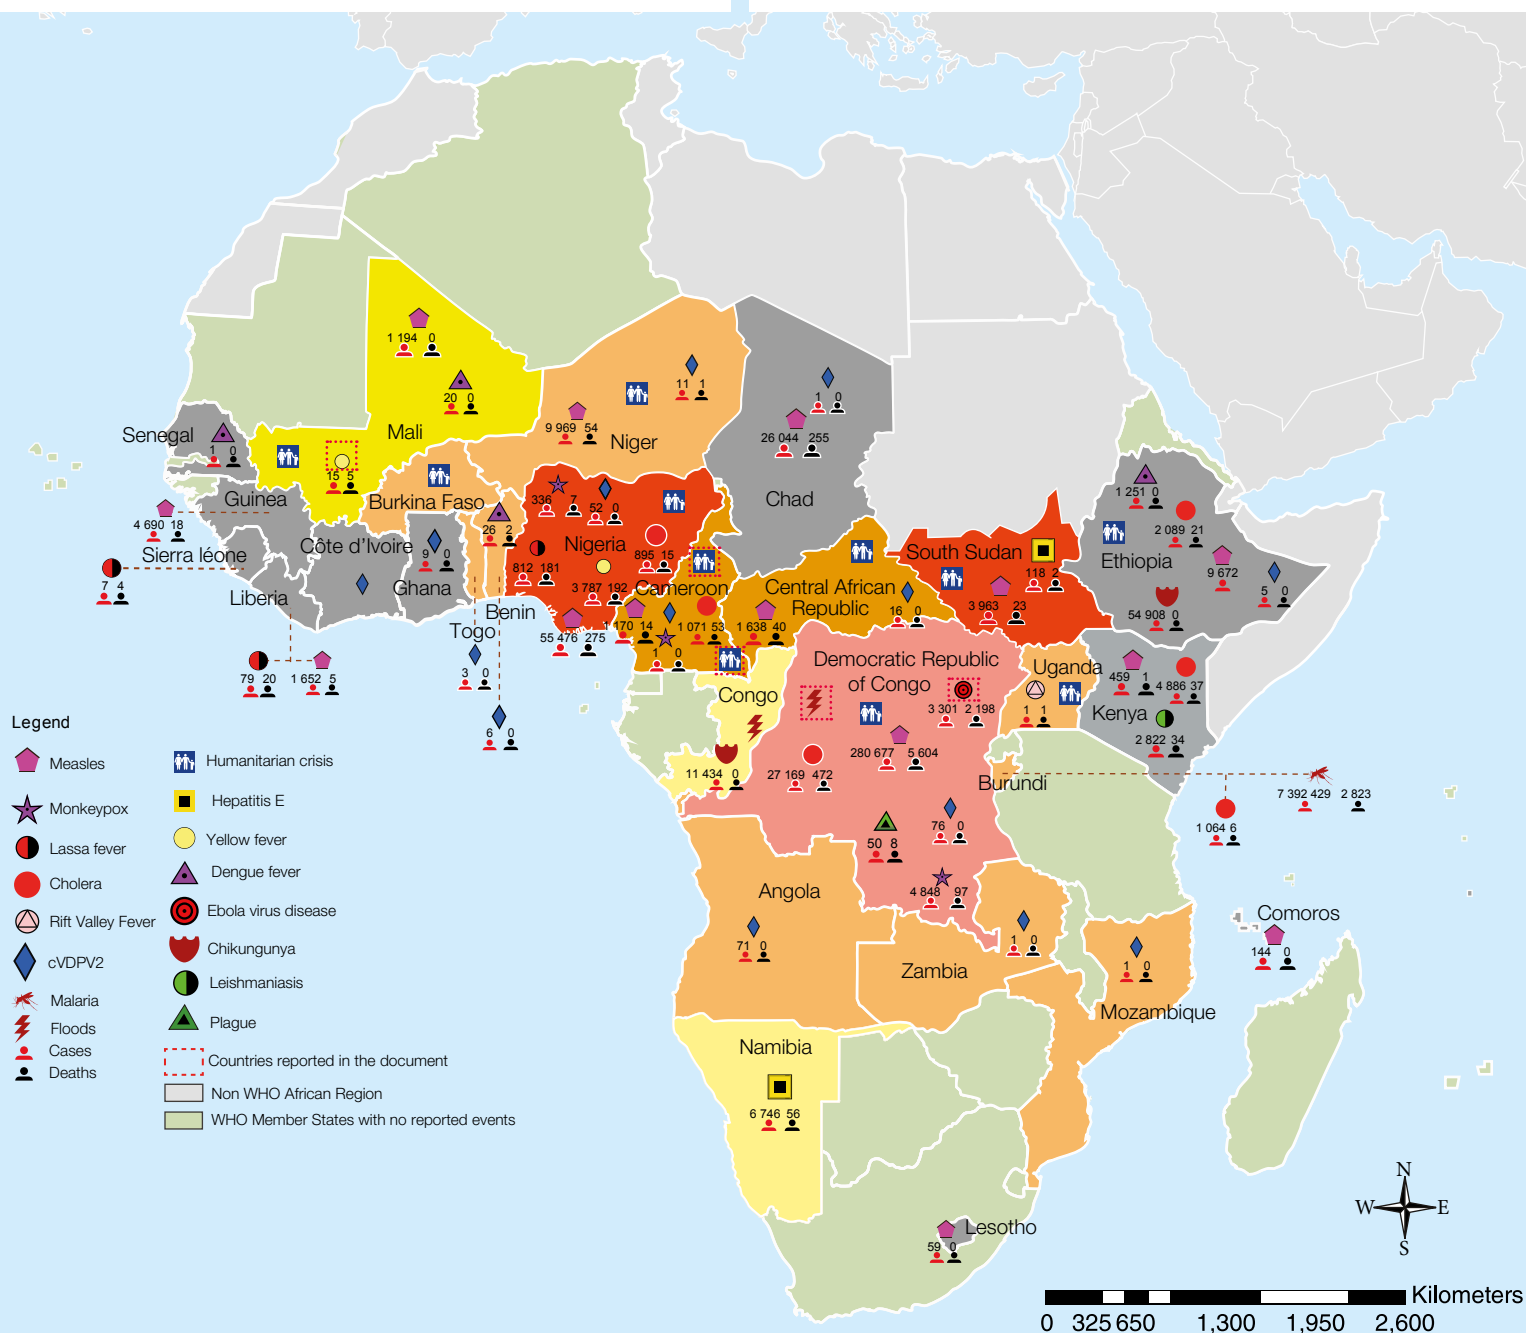 1 194 0
20 0
Mali
15 5
Senegal
1 0
9 969 54
11 1
Niger
1 0
26 044 255
Chad
Guinea
4 690 18
Sierra léone
7 4
Burkina Faso
Côte d'Ivoire
9 0
Ghana
Liberia
79 20
1 652 5
26 2
Benin
Togo
3 0
6 0
336 7
52 0
Nigeria
895 15
812 181
3 787 192
55 476 275
Cameroon
1 170 14
1 071 53
1 0
Central African
Republic
16 0
1 638 40
South Sudan
118 2
3 963 23
1 251 0
2 089 21
Ethiopia
9 672
5 0
54 908 0
Uganda
1 1
459 1
4 886 37
Kenya
2 822 34
Democratic Republic
of Congo
3 301 2 198
280 677 5 604
27 169 472
76 0
50 8
4 848 97
Congo
11 434 0
Burundi
7 392 429 2 823
1 064 6
Angola
71 0
Zambia
1 0
1 0
Mozambique
Comoros
144 0
Namibia
6 746 56
Lesotho
59 0
Legend
Measles
Monkeypox
Lassa fever
Cholera
Rift Valley Fever
cVDPV2
Malaria
Floods
Cases
Deaths
Humanitarian crisis
Hepatitis E
Yellow fever
Dengue fever
Ebola virus disease
Chikungunya
Leishmaniasis
Plague
Countries reported in the document
Non WHO African Region
WHO Member States with no reported events
N
W E
S
Kilometers
0 325 650 1,300 1,950 2,600